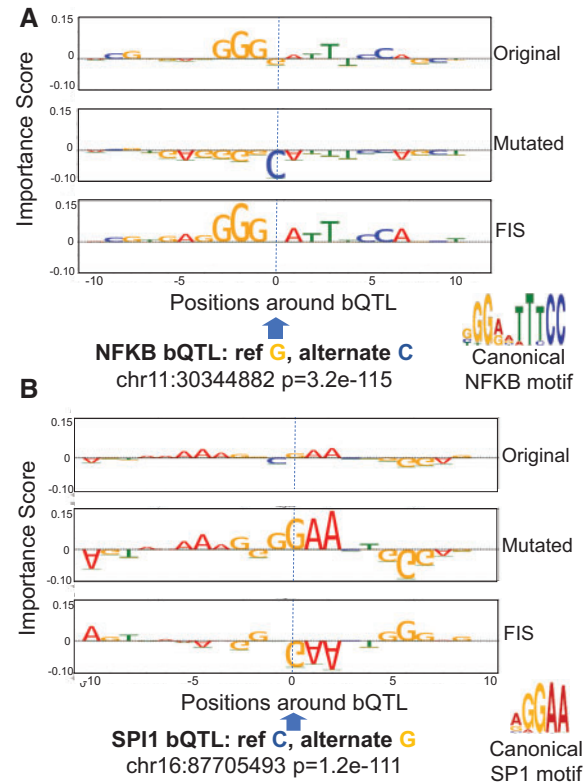 A
0.15
0
-0.10
Original
0.15
0
-0.10
Mutated
0.15
0
-0.10
FIS
Importance Score
-10 -5 0 5 10
Positions around bQTL
NFKB bQTL: ref G, alternate C
chr11:30344882 p=3.2e-115
Canonical
NFKB motif
B
0.15
0
-0.10
Original
0.15
0
-0.10
Mutated
0.15
0
-0.10
FIS
Importance Score
-10 -5 0 5 10
Positions around bQTL
SPI1 bQTL: ref C, alternate G
chr16:87705493 p=1.2e-111
AGGAA
Canonical
SP1 motif